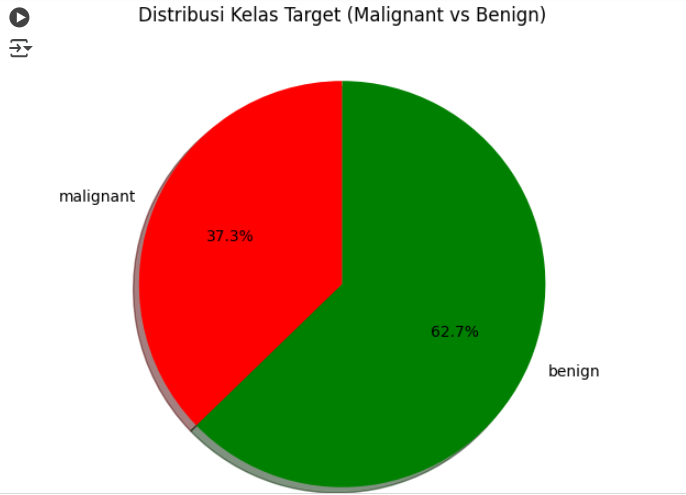 Distribusi Kelas Target (Malignant vs Benign)
malignant
37.3%
62.7%
benign